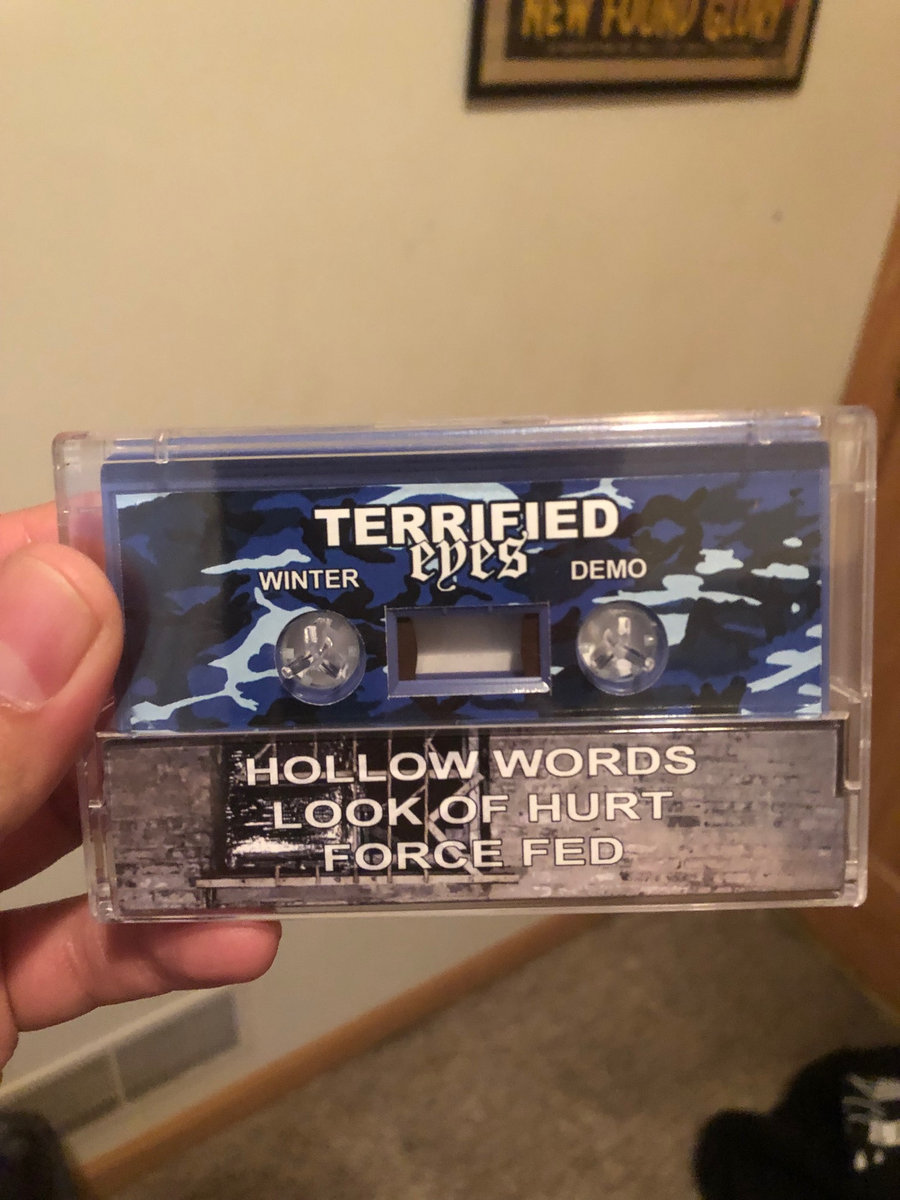 NEW FOUND GLORY
TERRIFIED
eyes
WINTER DEMO
HOLLOW WORDS
LOOK OF HURT
FORCE FED